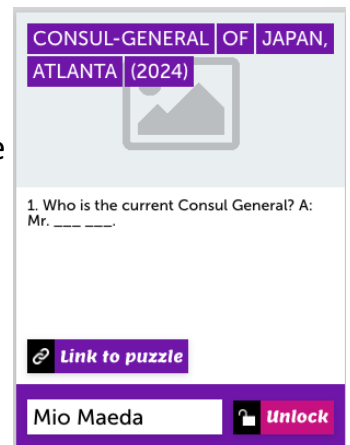 CONSUL-GENERAL OF JAPAN,
ATLANTA (2024)
e
1. Who is the current Consul General? A:
Mr. ___ ___.
Link to puzzle
Mio Maeda
Unlock